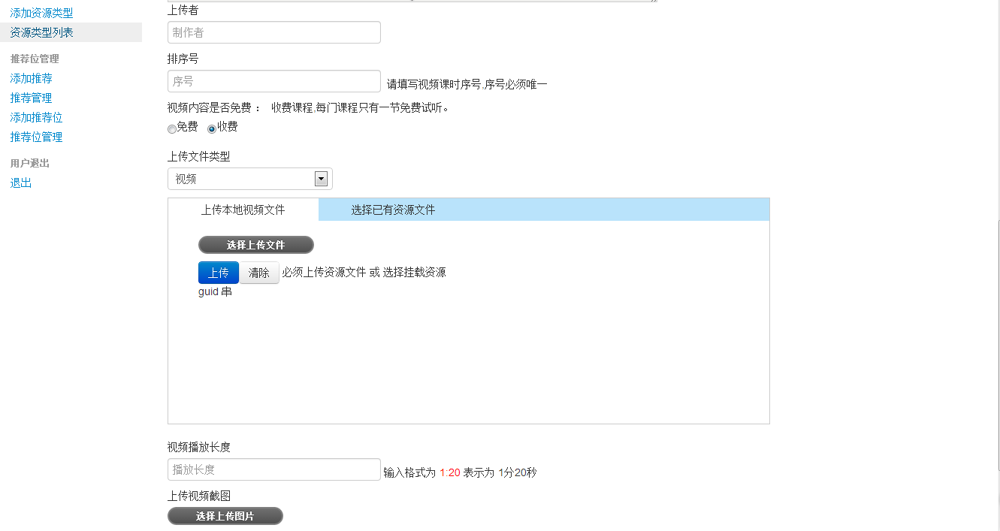 添加资源类型
资源类型列表
推荐位管理
添加推荐
推荐管理
添加推荐位
推荐位管理
用户退出
退出
上传者
制作者
排序号
序号
请填写视频课时序号,序号必须唯一
视频内容是否免费： 收费课程,每门课程只有一节免费试听。
免费 收费
上传文件类型
视频
上传本地视频文件 选择已有资源文件
选择上传文件
上传 清除 必须上传资源文件 或 选择挂载资源
guid 串
视频播放长度
播放长度 输入格式为 1:20 表示为 1分20秒
上传视频截图
选择上传图片